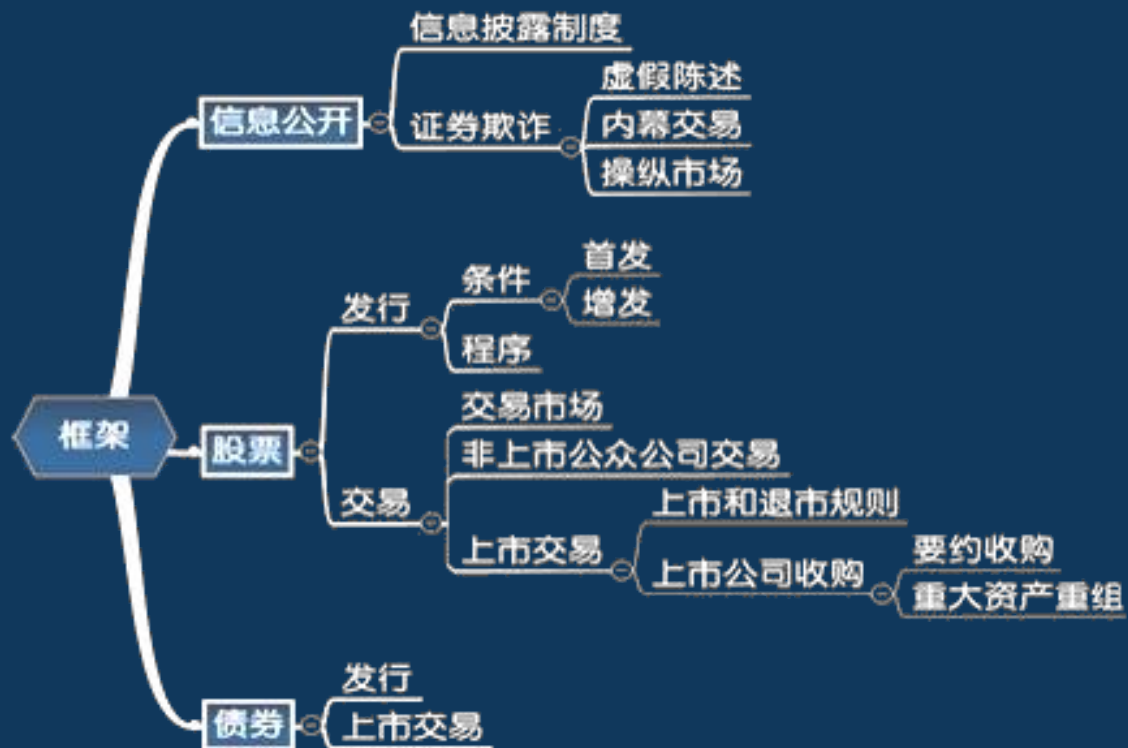 信息披露制度
虚假陈述
信息公开
证券欺诈
内幕交易
操纵市场
首发
条件
增发
发行
程序
交易市场
框架
股票
非上市公众公司交易
交易
上市和退市规则
上市交易
要约收购
上市公司收购
重大资产重组
发行
债券
上市交易